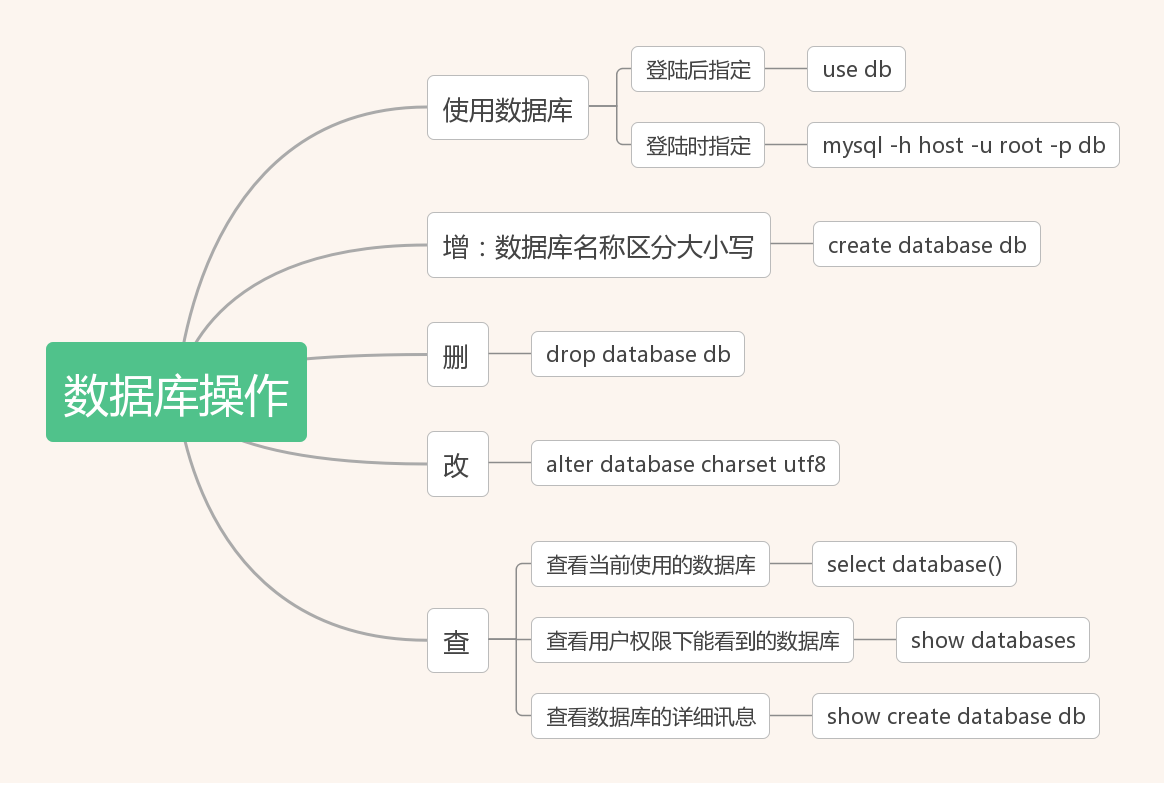 数据库操作
使用数据库
登陆后指定
use db
登陆时指定
mysql -h host -u root -p db
增：数据库名称区分大小写
create database db
删
drop database db
改
alter database charset utf8
查
查看当前使用的数据库
select database()
查看用户权限下能看到的数据库
show databases
查看数据库的详细讯息
show create database db